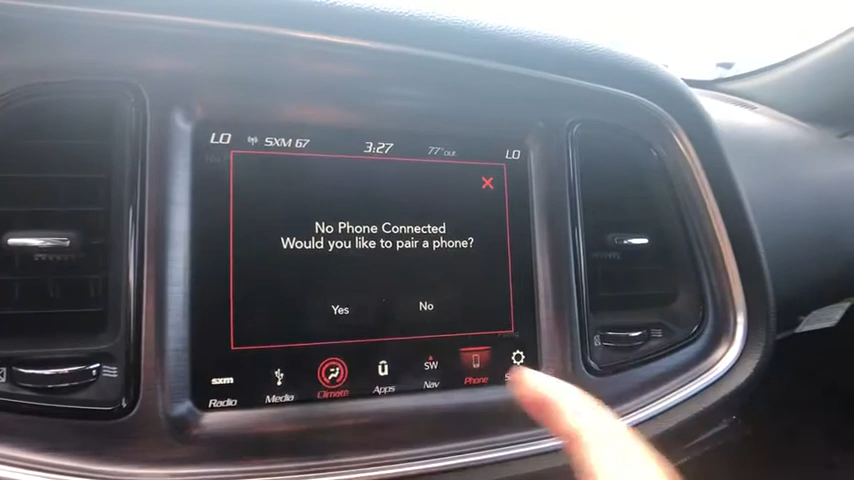 LO SXM 67 3:27 77° OUT LO
No Phone Connected
Would you like to pair a phone?
Yes No
sxm SW
Radio Media Climate Apps Nav Phone